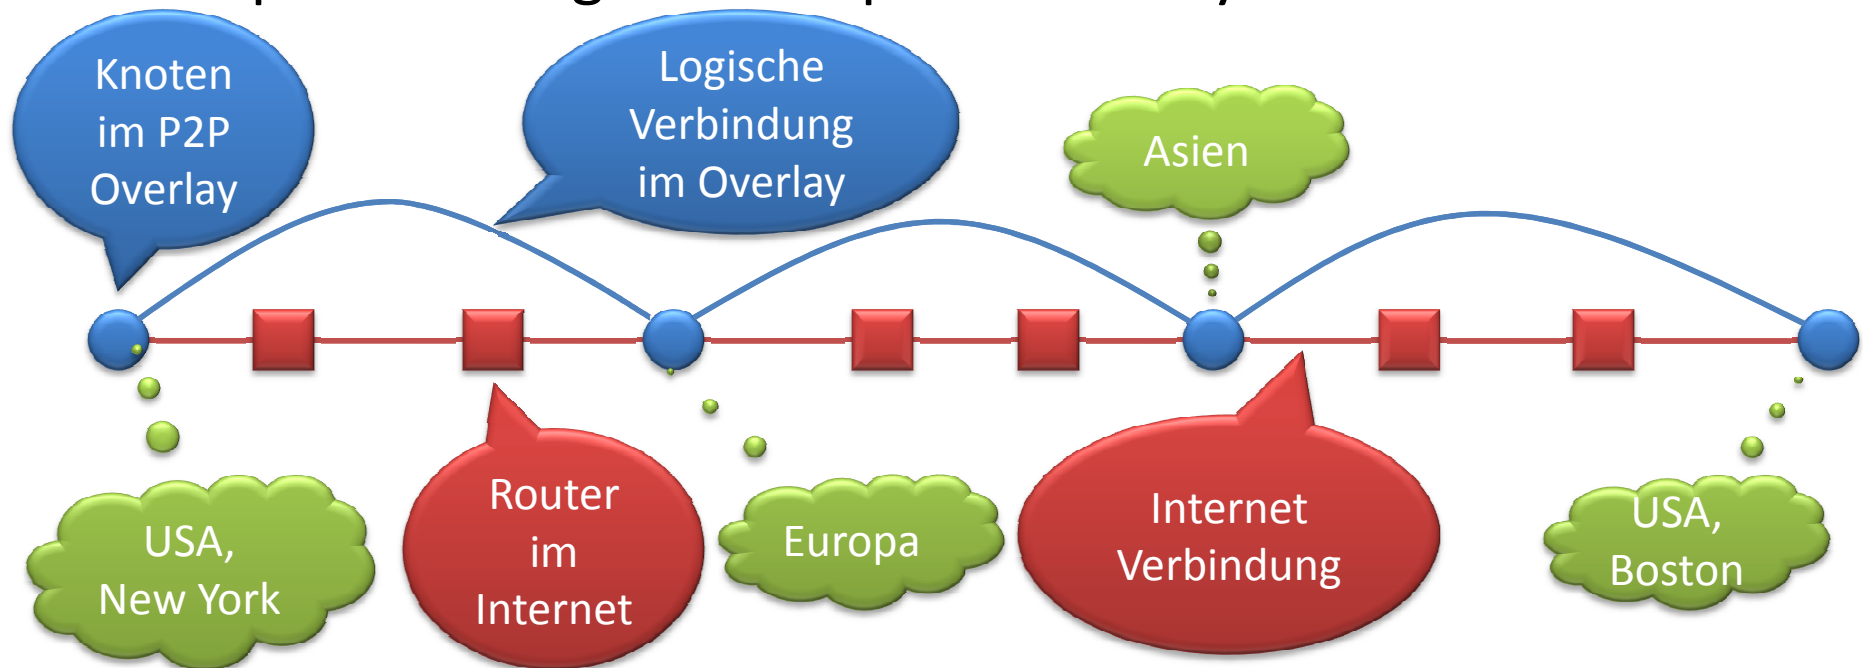 Knoten
im P2P
Overlay
Logische
Verbindung
im Overlay
Asien
USA,
New York
Router
im
Internet
Europa
Internet
Verbindung
USA,
Boston